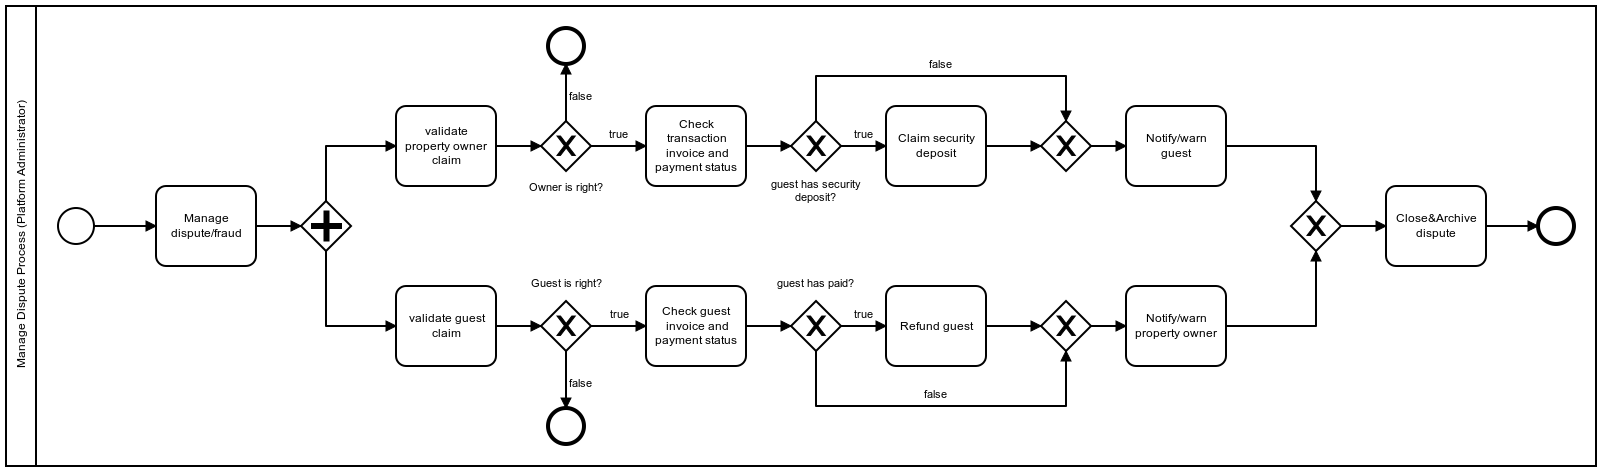 Manage Dispute Process (Platform Administrator)
Manage
dispute/fraud
validate
property owner
claim
false
Owner is right?
true
Check
transaction
invoice and
payment status
guest has security
deposit?
true
false
Claim security
deposit
Notify/warn
guest
validate guest
claim
Guest is right?
true
false
Check guest
invoice and
payment status
guest has paid?
true
false
Refund guest
Notify/warn
property owner
Close&Archive
dispute